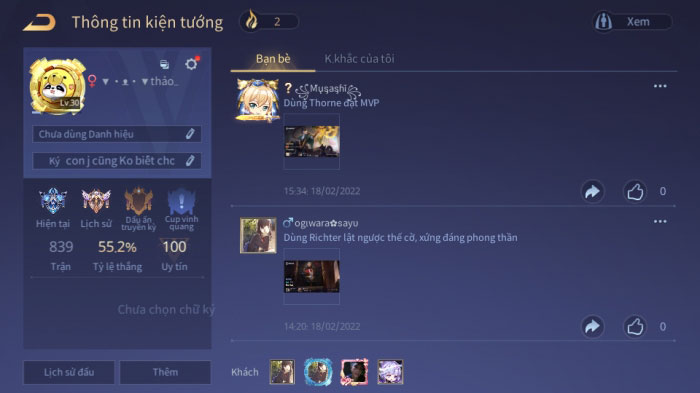 Thông tin kiện tướng
2
Xem
Bạn bè
K.khắc của tôi
Lv.30
♀ ▼・ᴥ・▼thảo_
Chưa dùng Danh hiệu
Ký con j cũng Ko biết chc
Hiện tại
Lịch sử
Dấu ấn truyền kỳ
Cup vinh quang
839
55.2%
100
Trận
Tỷ lệ thắng
Uy tín
Chưa chọn chữ ký
Lịch sử đấu
Thêm
? ꧁Mụşaşhï꧂
Dùng Thorne đạt MVP
15:34: 18/02/2022
0
♂ogıwara✿sayυ
Dùng Richter lật ngược thế cờ, xứng đáng phong thần
14:20: 18/02/2022
0
Khách